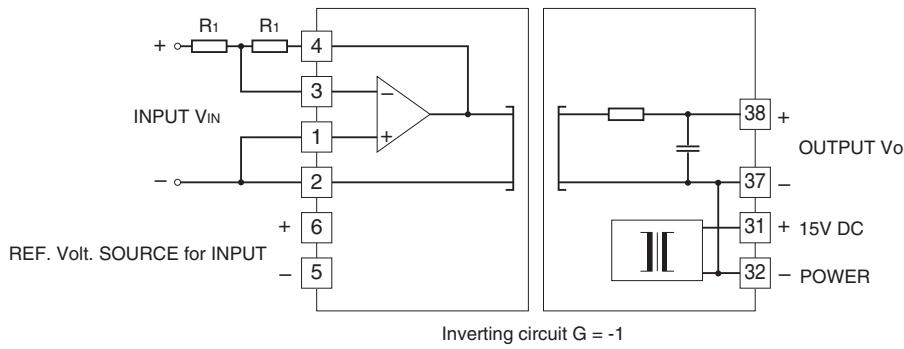 R1 R1
+ 4
3 −
INPUT VIN
1 +
− 2
+ 6
REF. Volt. SOURCE for INPUT
− 5
38 +
OUTPUT Vo
37 −
31 + 15V DC
32 − POWER
Inverting circuit G = -1